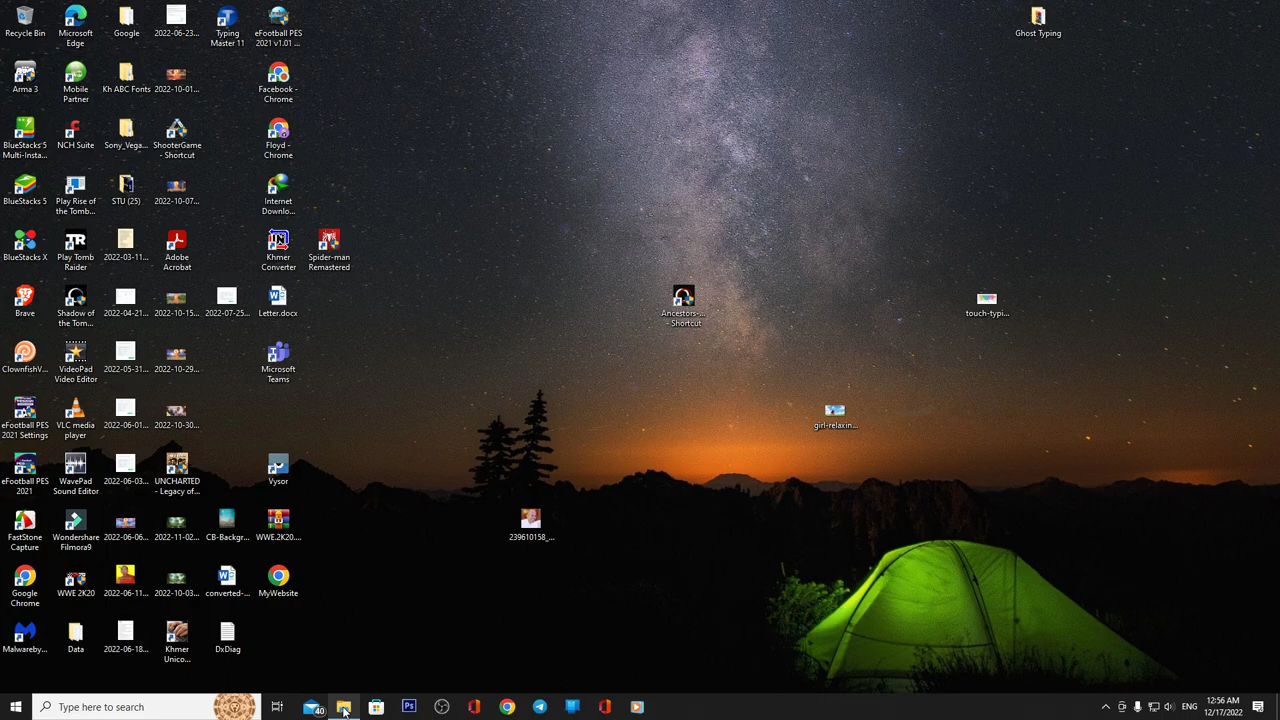 Recycle Bin
Microsoft
Edge
Google
2022-06-23...
Typing
Master 11
eFootball PES
2021 v1.01 ...
Ghost Typing
Arma 3
Mobile
Partner
Kh ABC Fonts
2022-10-01...
Facebook -
Chrome
BlueStacks 5
Multi-Insta...
NCH Suite
Sony_Vega...
ShooterGame
- Shortcut
Floyd -
Chrome
BlueStacks 5
Play Rise of
the Tomb...
STU (25)
2022-10-07...
Internet
Downlo...
BlueStacks X
Play Tomb
Raider
2022-03-11...
Adobe
Acrobat
Khmer
Converter
Spider-man
Remastered
Brave
Shadow of
the Tom...
2022-04-21...
2022-10-15...
2022-07-25...
Letter.docx
Ancestors-...
- Shortcut
touch-typi...
ClownfishV...
VideoPad
Video Editor
2022-05-31...
2022-10-29...
Microsoft
Teams
eFootball PES
2021 Settings
VLC media
player
2022-06-01...
2022-10-30...
girl-relaxin...
eFootball PES
2021
WavePad
Sound Editor
2022-06-03...
UNCHARTED
- Legacy of...
Vysor
FastStone
Capture
Wondershare
Filmora9
2022-06-06...
2022-11-02...
CB-Backgr...
WWE.2K20....
239610158_...
Google
Chrome
WWE 2K20
2022-06-11...
2022-10-03...
converted-...
MyWebsite
Malwareby...
Data
2022-06-18...
Khmer
Unico...
DxDiag
Type here to search
40
Ps
ENG
12:56 AM
12/17/2022